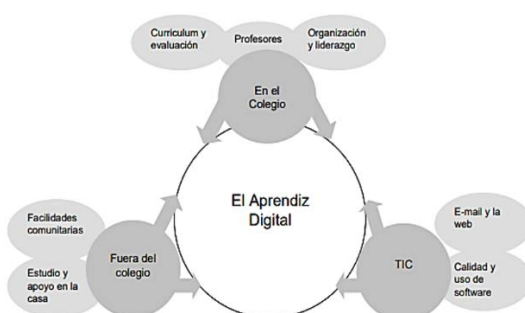 Curriculum y
evaluación
Profesores
Organización
y liderazgo
En el
Colegio
El Aprendiz
Digital
Facilidades
comunitarias
Estudio y
apoyo en la
casa
Fuera del
colegio
E-mail y la
web
TIC
Calidad y
uso de
software